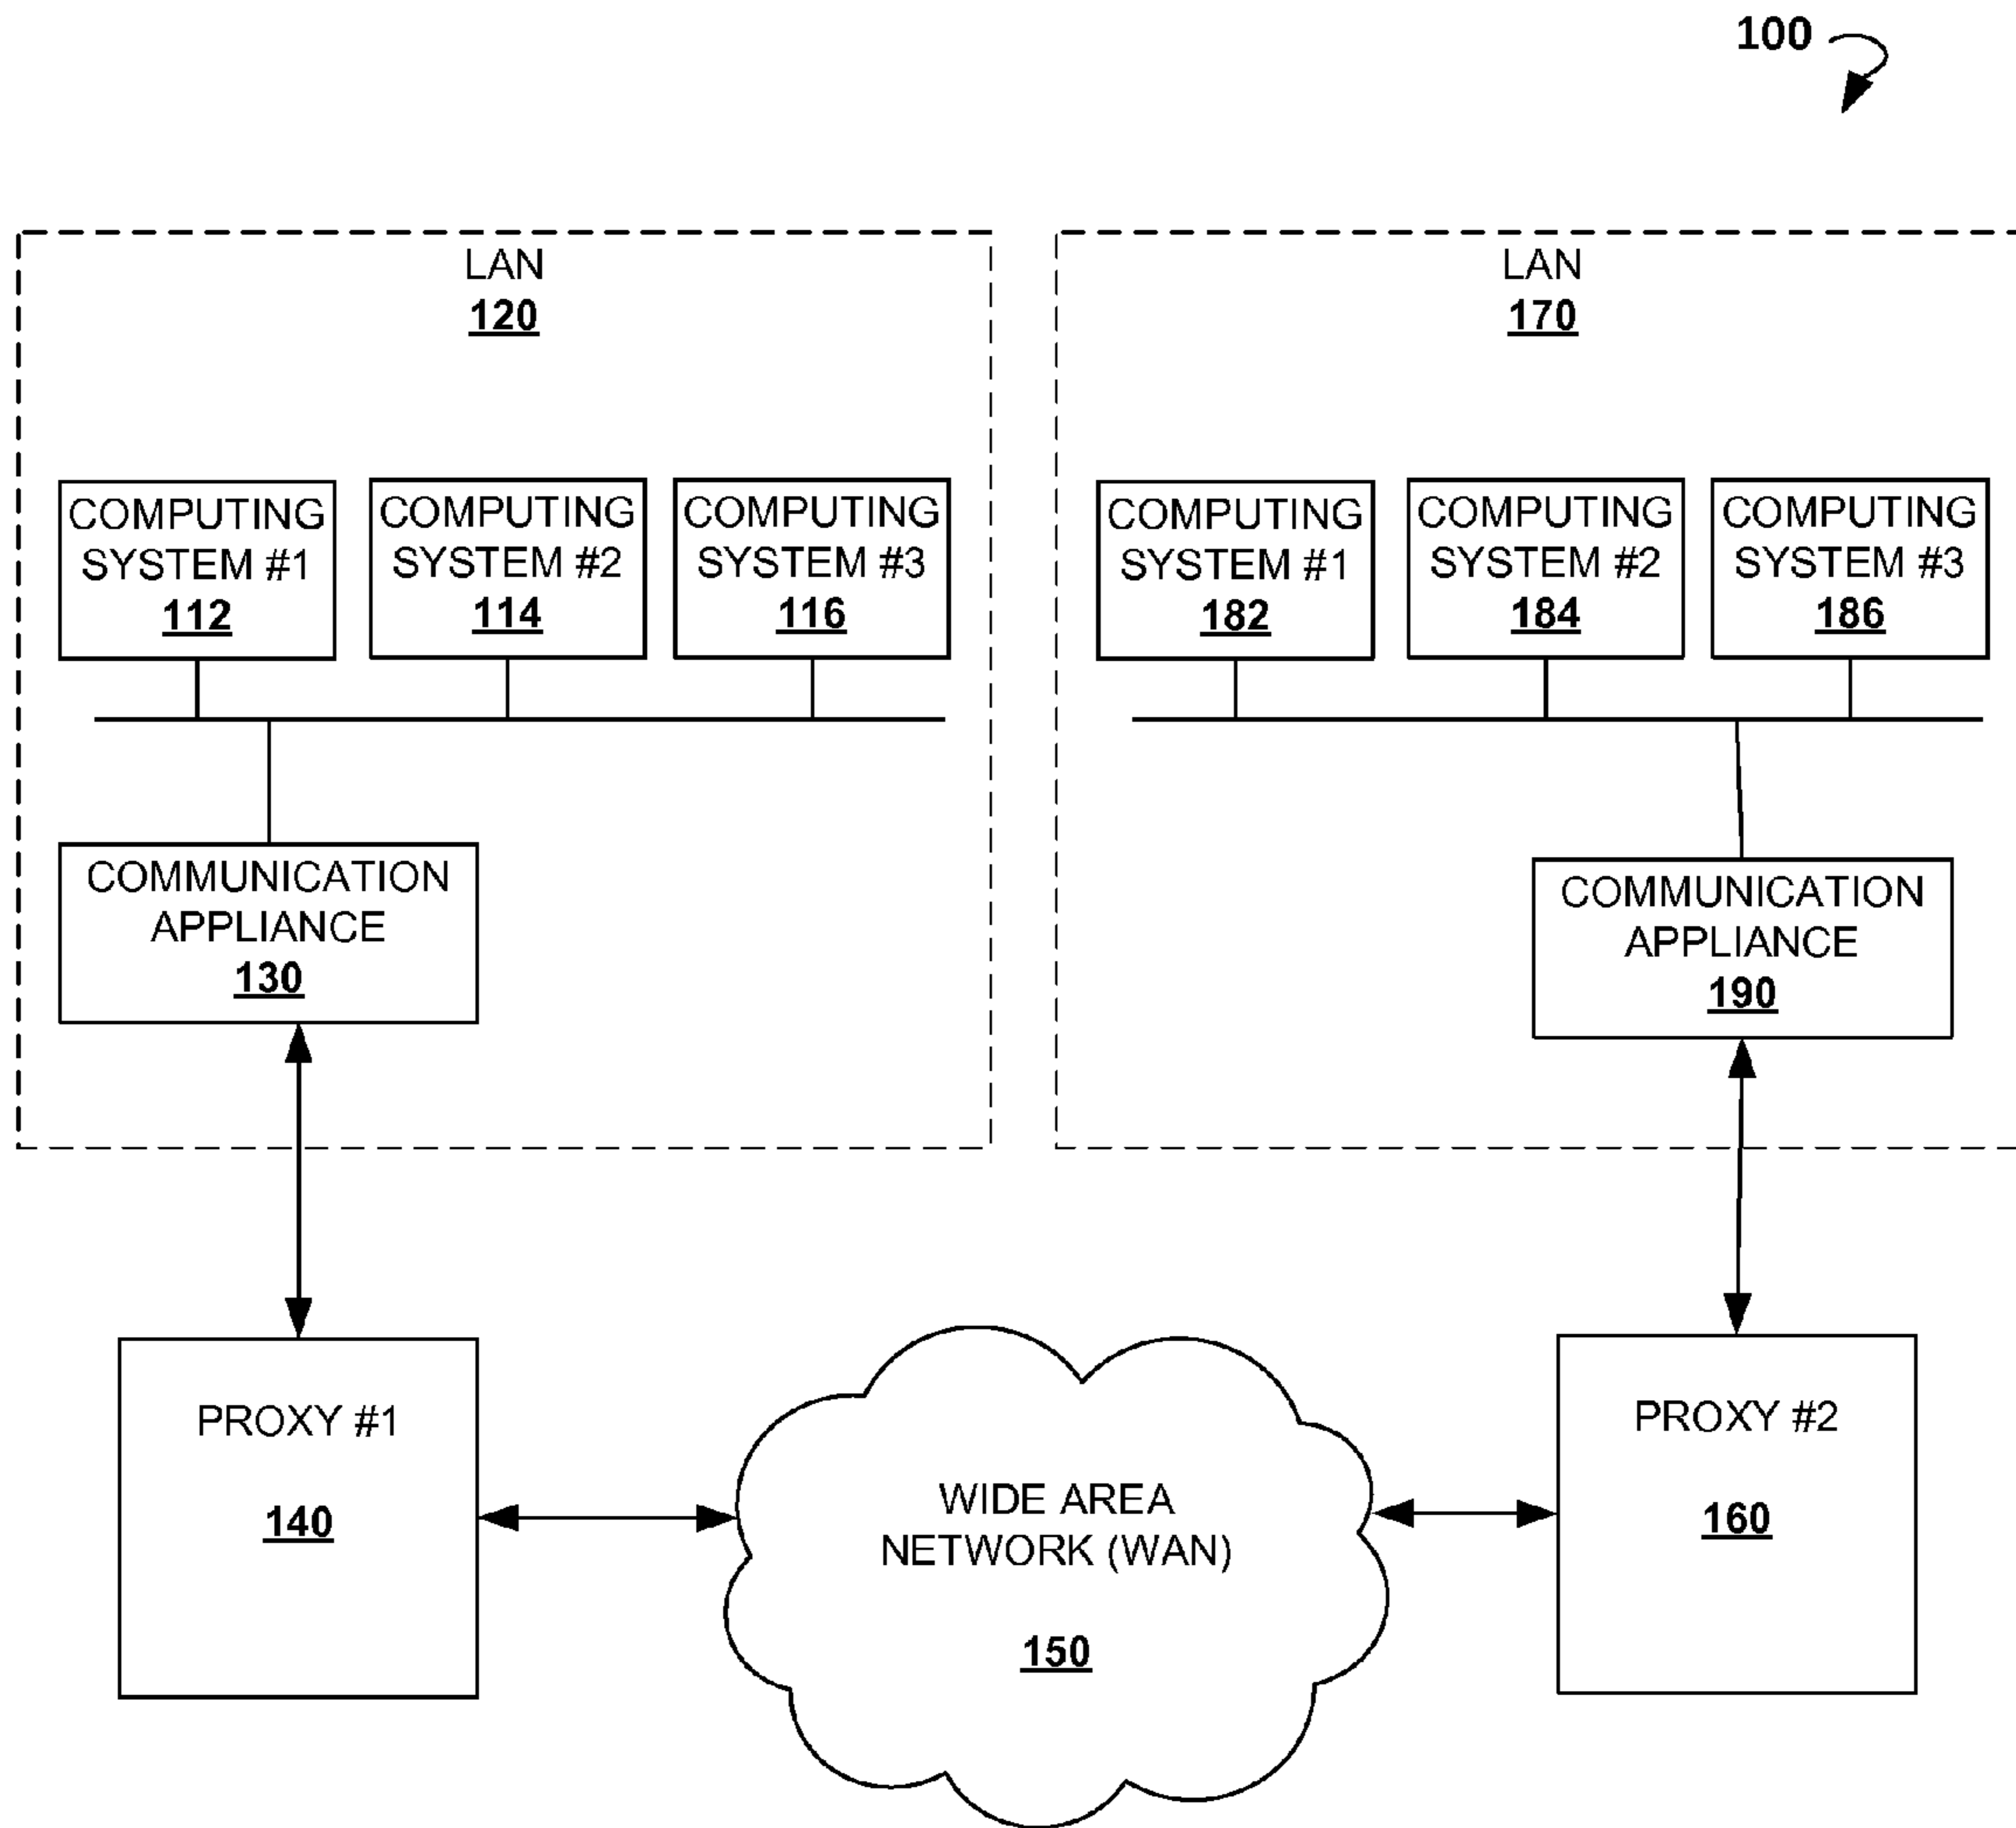 100
LAN
120
LAN
170
COMPUTING
SYSTEM #1
112
COMPUTING
SYSTEM #2
114
COMPUTING
SYSTEM #3
116
COMPUTING
SYSTEM #1
182
COMPUTING
SYSTEM #2
184
COMPUTING
SYSTEM #3
186
COMMUNICATION
APPLIANCE
130
COMMUNICATION
APPLIANCE
190
PROXY #1
140
WIDE AREA
NETWORK (WAN)
150
PROXY #2
160